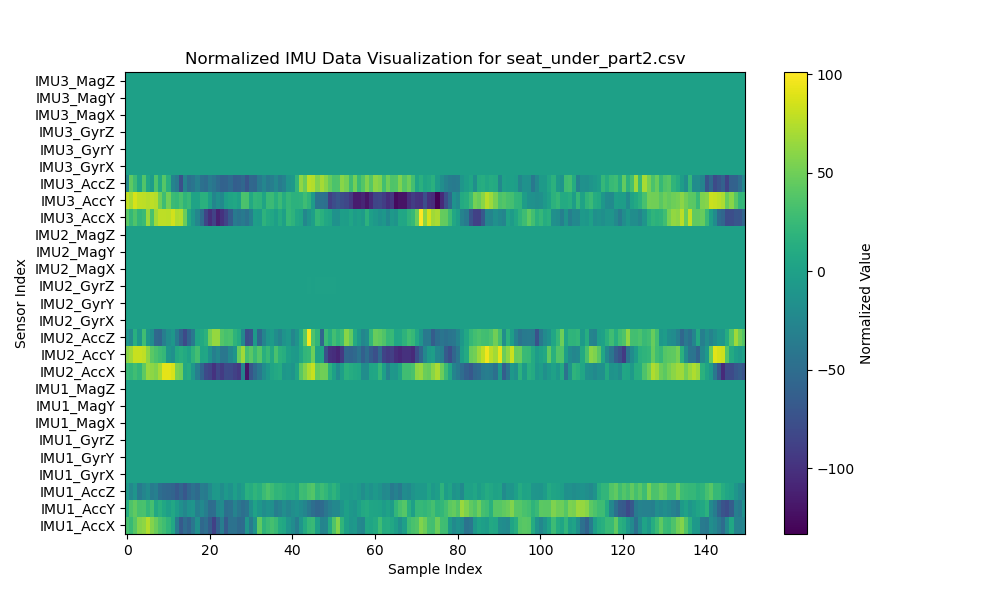 Normalized IMU Data Visualization for seat_under_part2.csv
IMU3_MagZ
IMU3_MagY
IMU3_MagX
IMU3_GyrZ
IMU3_GyrY
IMU3_GyrX
IMU3_AccZ
IMU3_AccY
IMU3_AccX
IMU2_MagZ
IMU2_MagY
IMU2_MagX
IMU2_GyrZ
IMU2_GyrY
IMU2_GyrX
IMU2_AccZ
IMU2_AccY
IMU2_AccX
IMU1_MagZ
IMU1_MagY
IMU1_MagX
IMU1_GyrZ
IMU1_GyrY
IMU1_GyrX
IMU1_AccZ
IMU1_AccY
IMU1_AccX
Sensor Index
0 20 40 60 80 100 120 140
Sample Index
100
50
0
−50
−100
Normalized Value